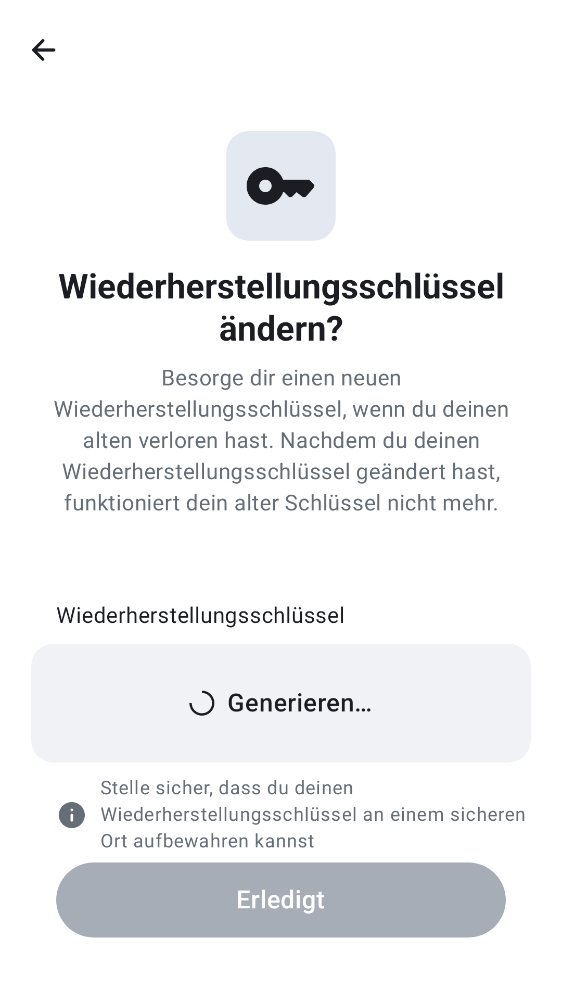 Wiederherstellungsschlüssel
ändern?
Besorge dir einen neuen
Wiederherstellungsschlüssel, wenn du deinen
alten verloren hast. Nachdem du deinen
Wiederherstellungsschlüssel geändert hast,
funktioniert dein alter Schlüssel nicht mehr.
Wiederherstellungsschlüssel
Generieren…
Stelle sicher, dass du deinen
Wiederherstellungsschlüssel an einem sicheren
Ort aufbewahren kannst
Erledigt